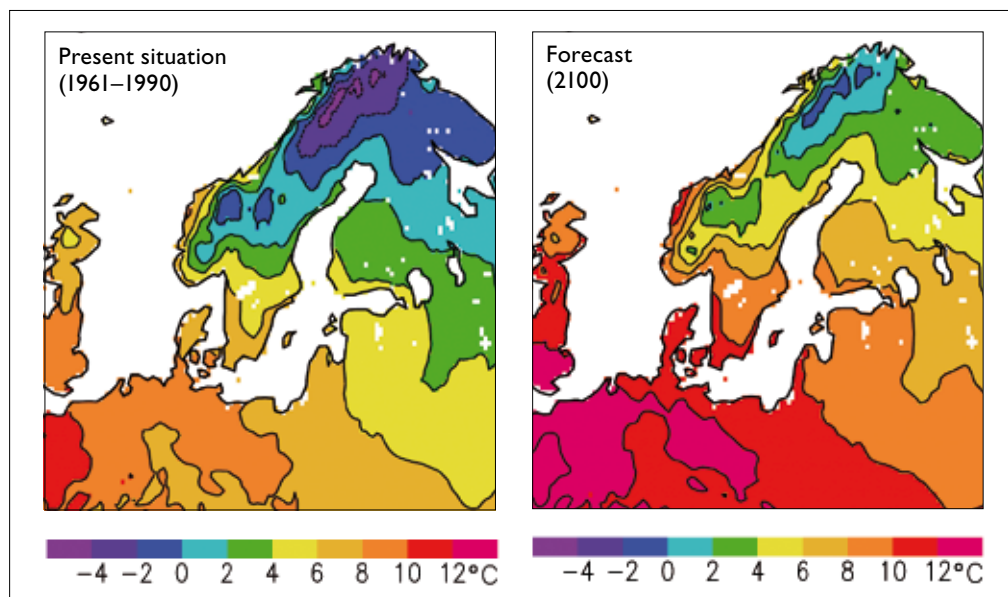 Present situation
(1961–1990)
Forecast
(2100)
−4 −2 0 2 4 6 8 10 12°C
−4 −2 0 2 4 6 8 10 12°C